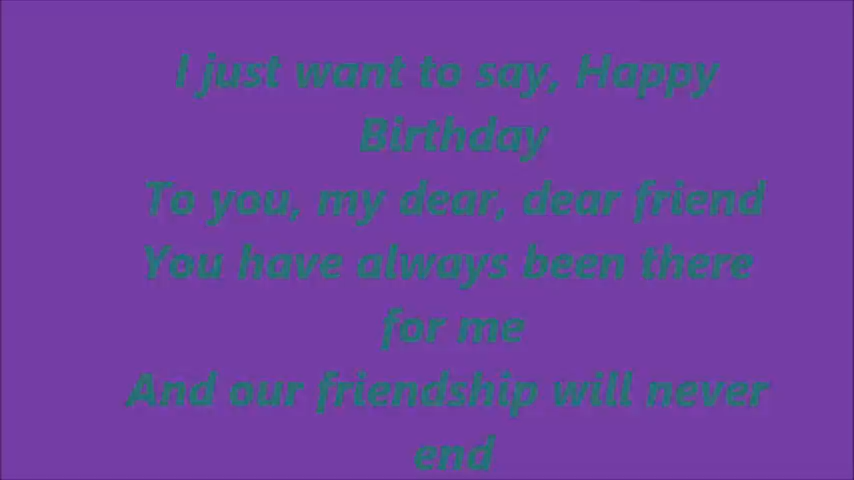 I just want to say, Happy
Birthday
To you, my dear, dear friend
You have always been there
for me
And our friendship will never
end